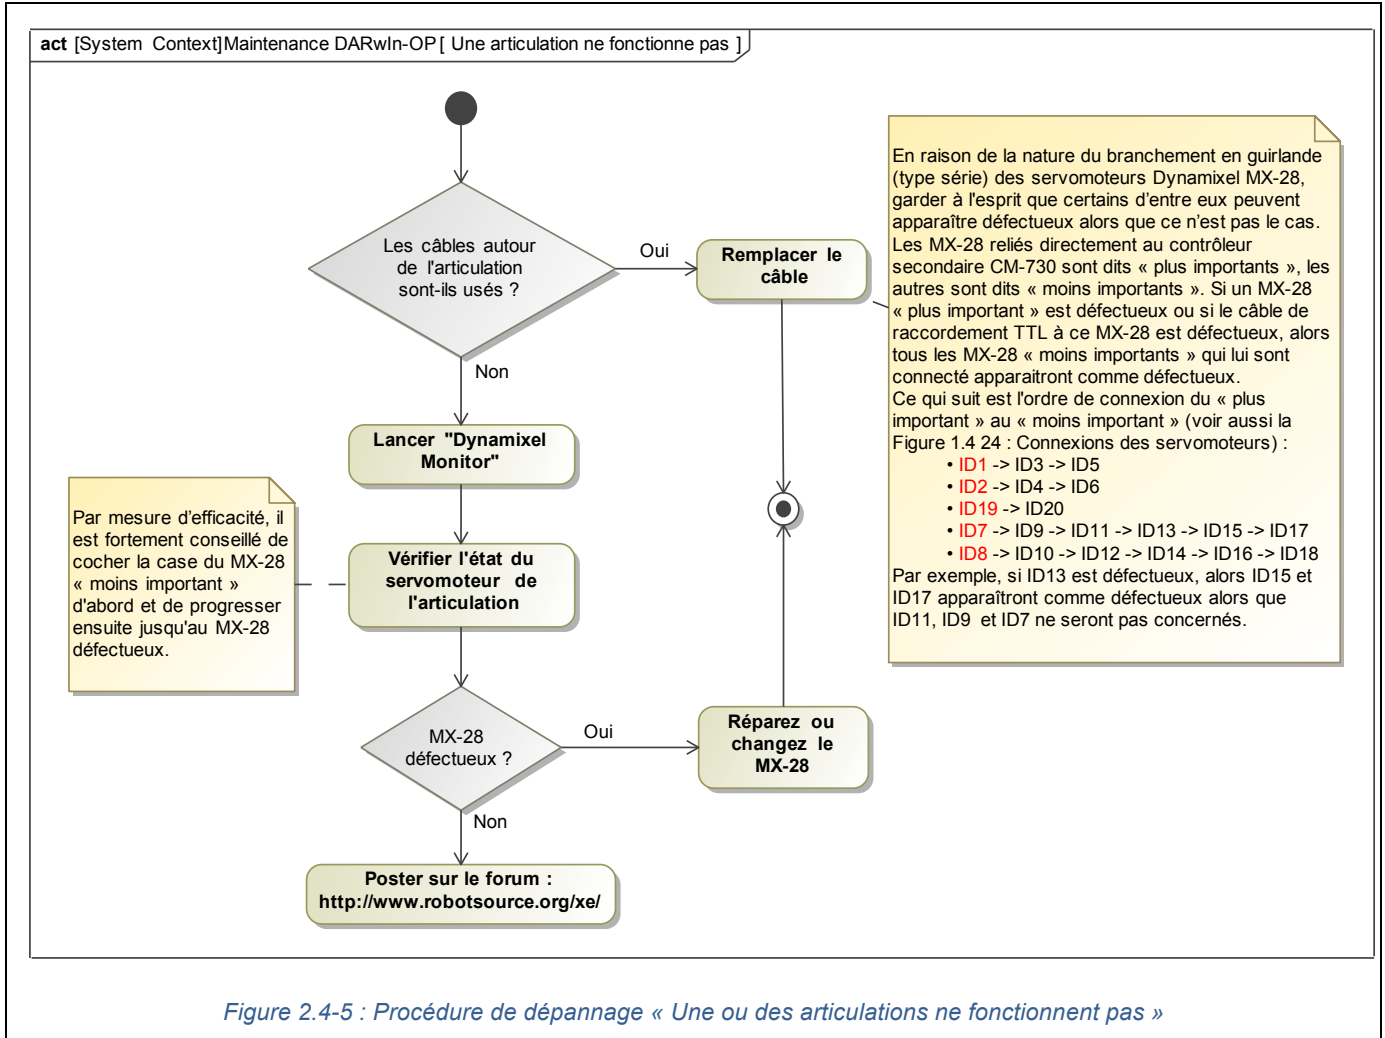 act [System Context]Maintenance DARwIn-OP[ Une articulation ne fonctionne pas ]
Les câbles autour
de l'articulation
sont-ils usés ?
Oui
Remplacer le
câble
Non
En raison de la nature du branchement en guirlande
(type série) des servomoteurs Dynamixel MX-28,
garder à l'esprit que certains d'entre eux peuvent
apparaître défectueux alors que ce n'est pas le cas.
Les MX-28 reliés directement au contrôleur
secondaire CM-730 sont dits « plus importants », les
autres sont dits « moins importants ». Si un MX-28
« plus important » est défectueux ou si le câble de
raccordement TTL à ce MX-28 est défectueux, alors
tous les MX-28 « moins importants » qui lui sont
connecté apparaitront comme défectueux.
Ce qui suit est l'ordre de connexion du « plus
important » au « moins important » (voir aussi la
Figure 1.4 24 : Connexions des servomoteurs) :
• ID1 -> ID3 -> ID5
• ID2 -> ID4 -> ID6
• ID19 -> ID20
• ID7 -> ID9 -> ID11 -> ID13 -> ID15 -> ID17
• ID8 -> ID10 -> ID12 -> ID14 -> ID16 -> ID18
Par exemple, si ID13 est défectueux, alors ID15 et
ID17 apparaîtront comme défectueux alors que
ID11, ID9 et ID7 ne seront pas concernés.
Lancer "Dynamixel
Monitor"
Par mesure d'efficacité, il
est fortement conseillé de
cocher la case du MX-28
« moins important »
d'abord et de progresser
ensuite jusqu'au MX-28
défectueux.
Vérifier l'état du
servomoteur de
l'articulation
MX-28
défectueux ?
Oui
Réparez ou
changez le
MX-28
Non
Poster sur le forum :
http://www.robotsource.org/xe/
Figure 2.4-5 : Procédure de dépannage « Une ou des articulations ne fonctionnent pas »